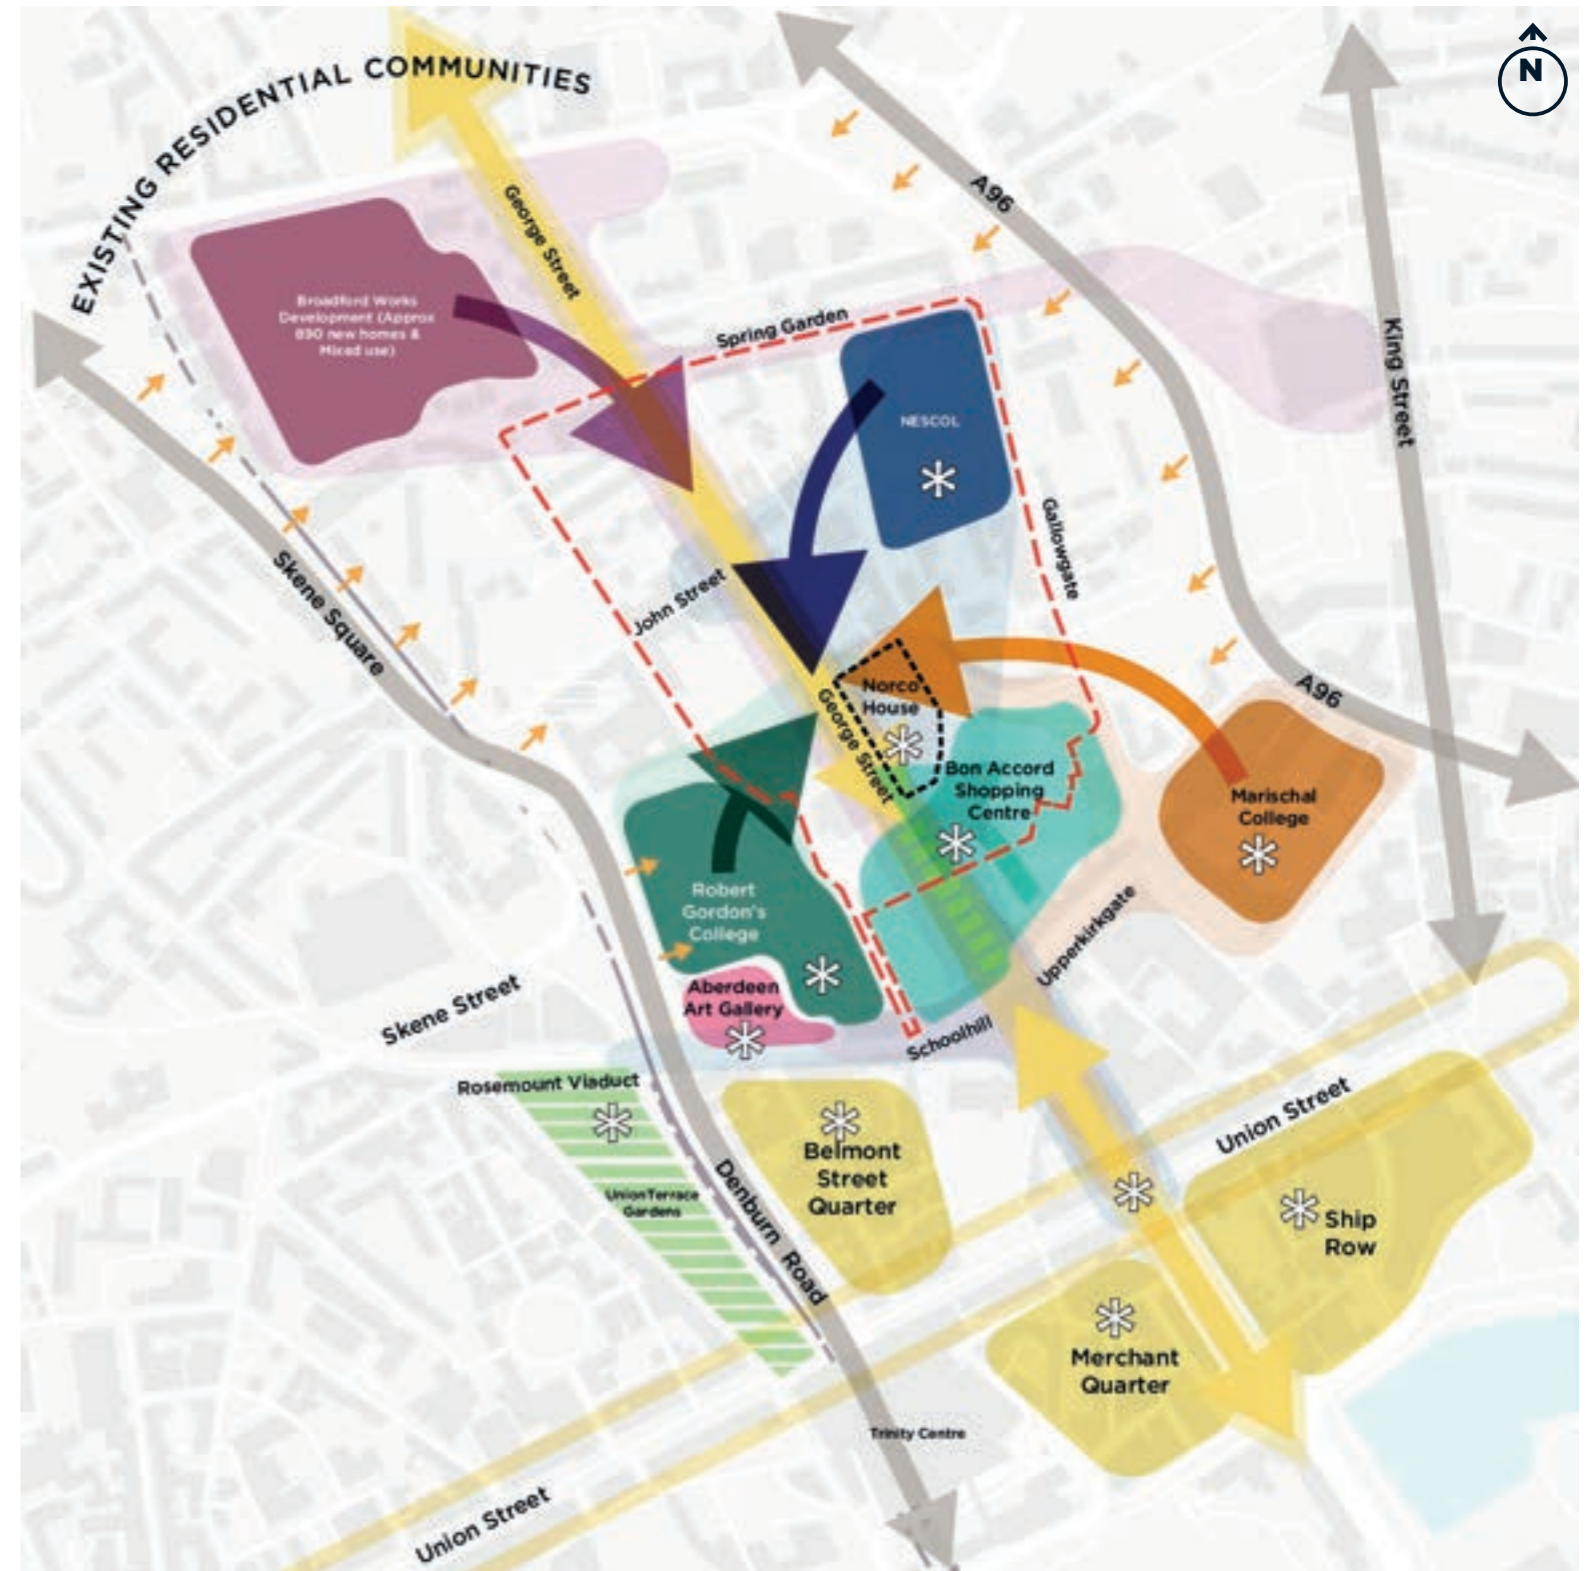 N
EXISTING RESIDENTIAL COMMUNITIES
A96
George Street
Broadford Works
Development (Approx
890 new homes &
Mixed use)
Spring Garden
King Street
NESCOL
Gallowgate
Skene Square
John Street
Norco
House
A96
George Street
Bon Accord
Shopping
Centre
Marischal
College
Robert
Gordon's
College
Upperkirkgate
Aberdeen
Art Gallery
Skene Street
Schoolhill
Rosemount Viaduct
Union Street
Belmont
Street
Quarter
Union Terrace
Gardens
Denburn Road
Ship
Row
Merchant
Quarter
Trinity Centre
Union Street